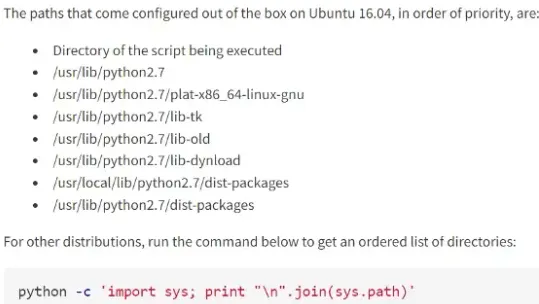 The paths that come configured out of the box on Ubuntu 16.04, in order of priority, are:
• Directory of the script being executed
• /usr/lib/python2.7
• /usr/lib/python2.7/plat-x86_64-linux-gnu
• /usr/lib/python2.7/lib-tk
• /usr/lib/python2.7/lib-old
• /usr/lib/python2.7/lib-dynload
• /usr/local/lib/python2.7/dist-packages
• /usr/lib/python2.7/dist-packages
For other distributions, run the command below to get an ordered list of directories:
python -c 'import sys; print "\n".join(sys.path)'